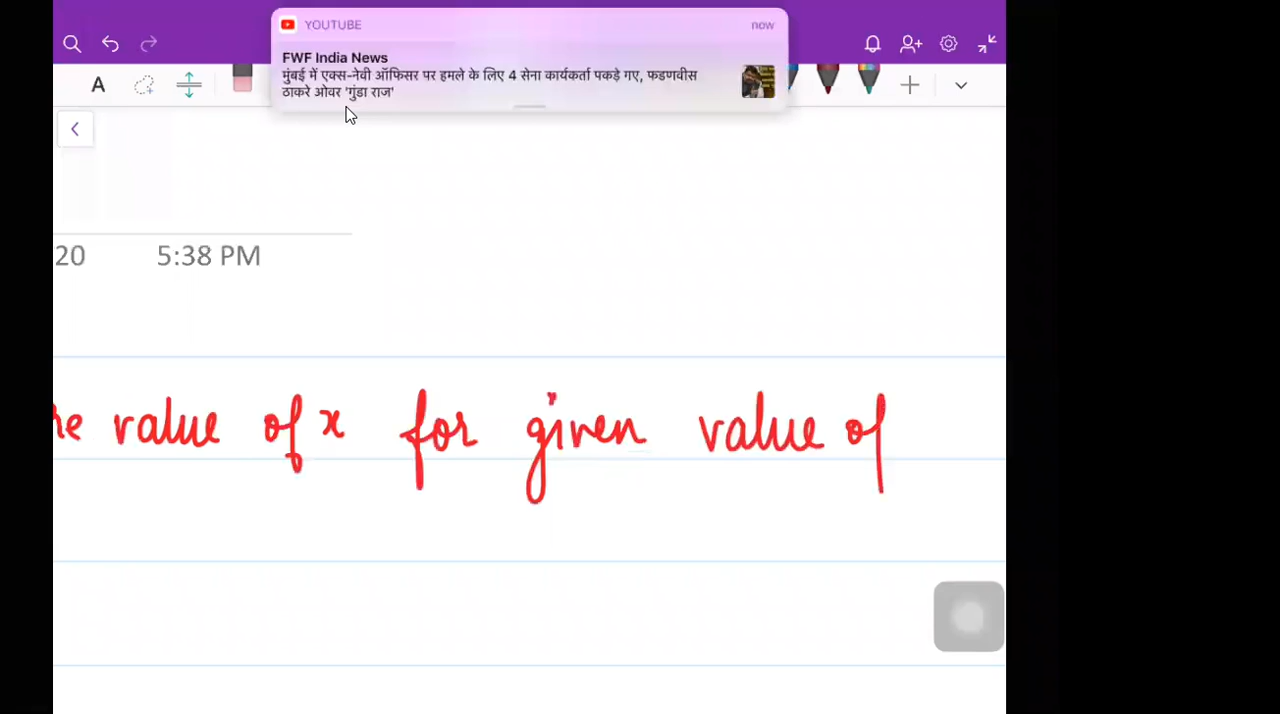 YOUTUBE
now
FWF India News
मुंबई में एक्स-नेवी ऑफिसर पर हमले के लिए 4 सेना कार्यकर्ता पकड़े गए, फडणवीस
ठाकरे ओवर 'गुंडा राज'
A
20 5:38 PM
he value of x for given value of